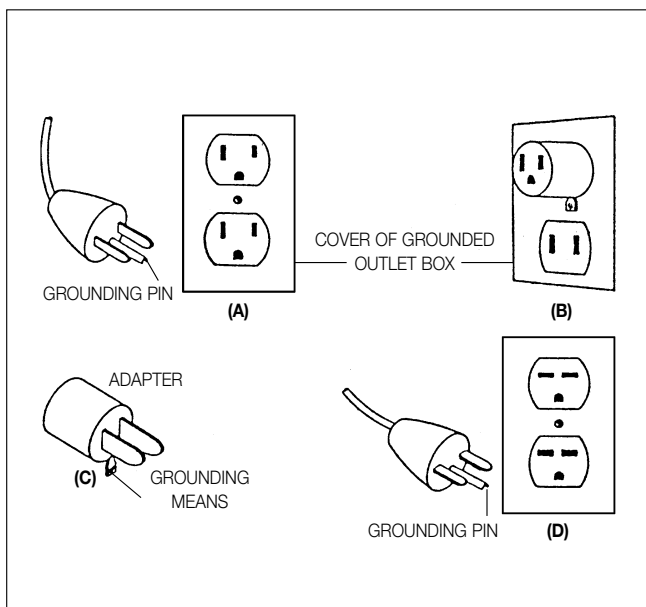 GROUNDING PIN
(A)
COVER OF GROUNDED
OUTLET BOX
(B)
ADAPTER
(C)
GROUNDING
MEANS
GROUNDING PIN
(D)